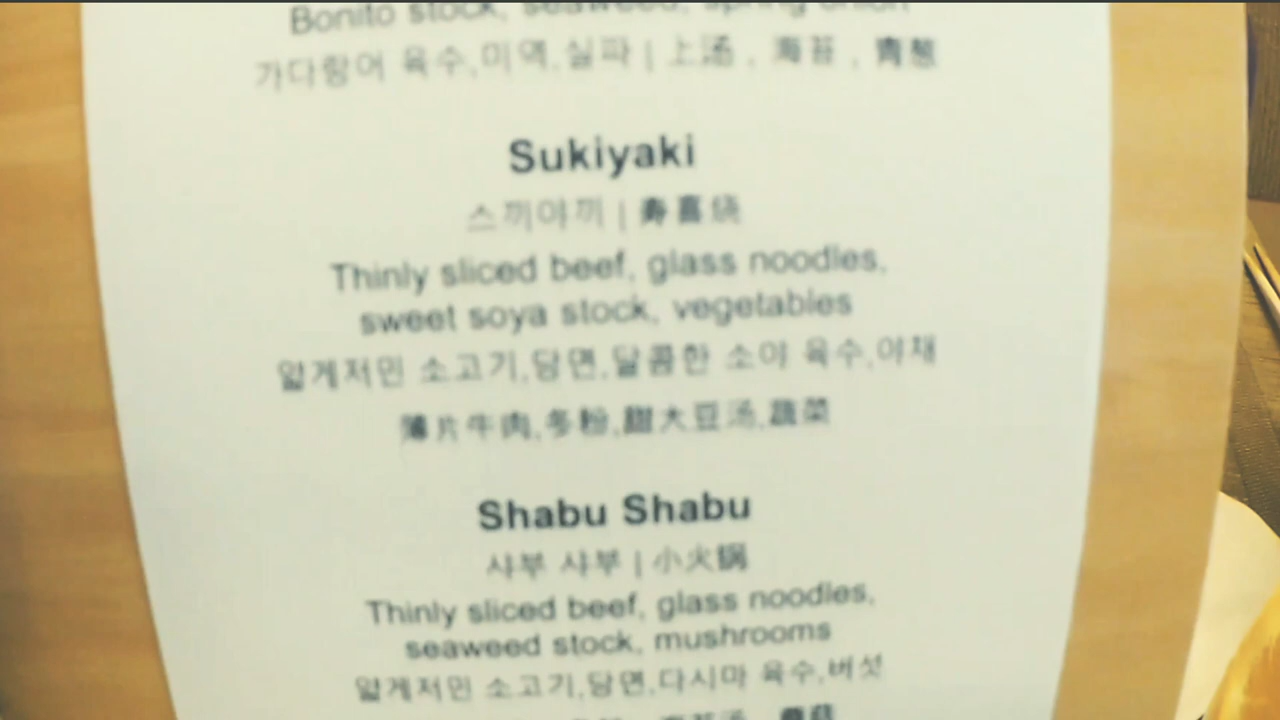 Bonito stock, seaweed, spring onion
가다랑어 육수,미역,실파 | 上汤 , 海苔 , 青葱
Sukiyaki
스끼야끼 | 寿喜烧
Thinly sliced beef, glass noodles,
sweet soya stock, vegetables
얇게저민 소고기,당면,달콤한 소야 육수,야채
薄片牛肉,冬粉,甜大豆汤,蔬菜
Shabu Shabu
샤부 샤부 | 小火锅
Thinly sliced beef, glass noodles,
seaweed stock, mushrooms
얇게저민 소고기,당면,다시마 육수,버섯